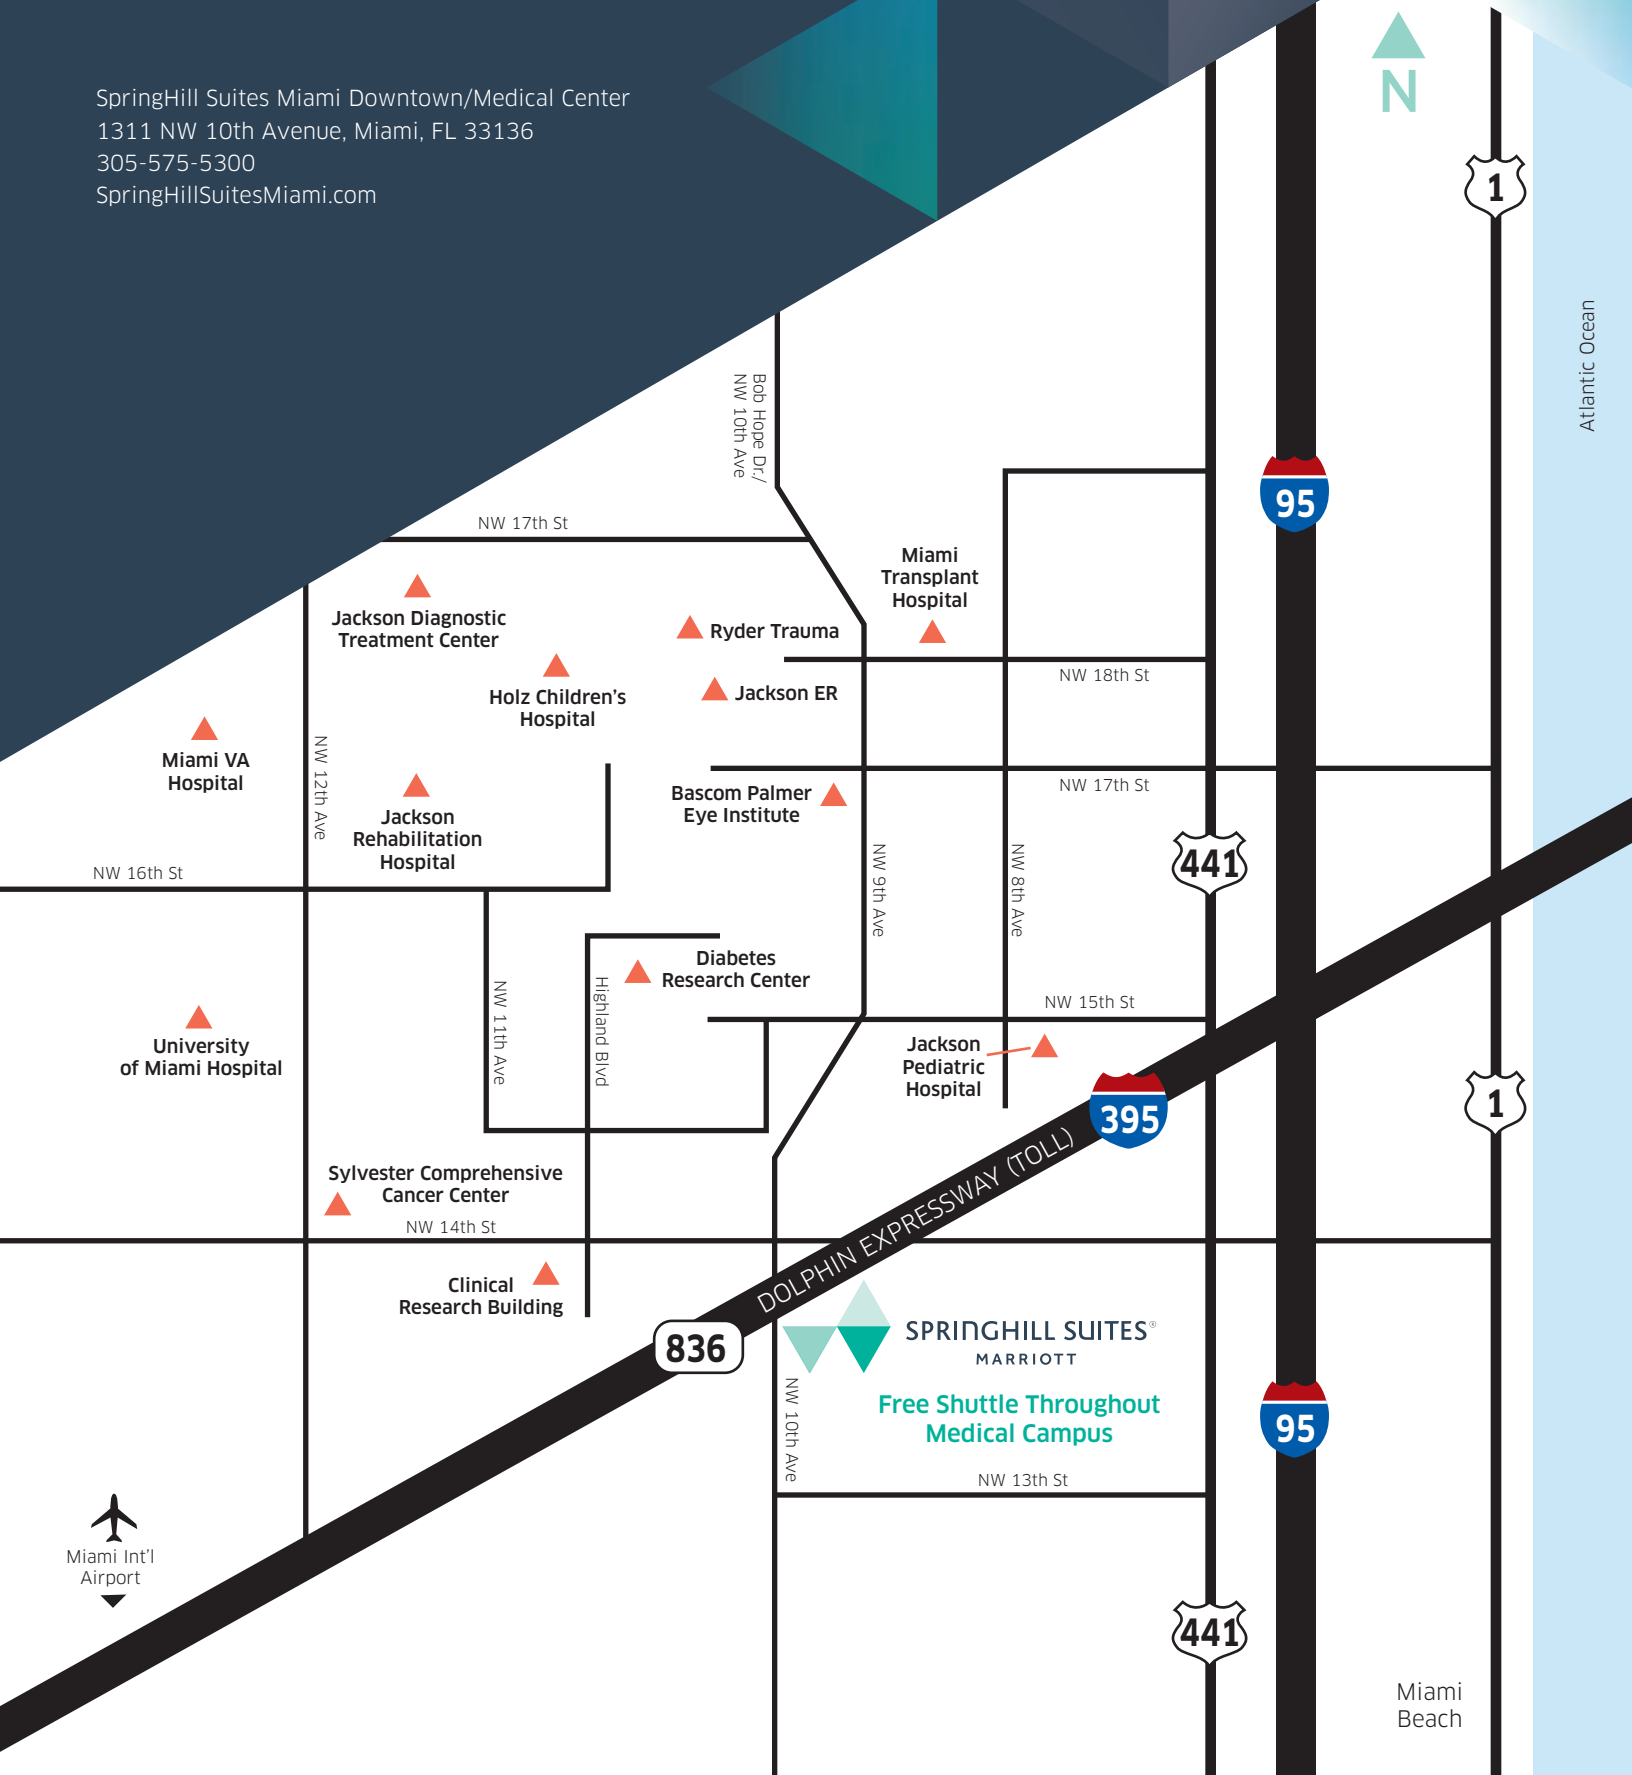 SpringHill Suites Miami Downtown/Medical Center
1311 NW 10th Avenue, Miami, FL 33136
305-575-5300
SpringHillSuitesMiami.com
N
1
Atlantic Ocean
Bob Hope Dr./
NW 10th Ave
95
NW 17th St
Miami
Transplant
Hospital
Jackson Diagnostic
Treatment Center
Ryder Trauma
NW 18th St
Holz Children's
Hospital
Jackson ER
Miami VA
Hospital
NW 12th Ave
Jackson
Rehabilitation
Hospital
Bascom Palmer
Eye Institute
NW 17th St
441
NW 16th St
NW 9th Ave
NW 8th Ave
Diabetes
Research Center
NW 11th Ave
Highland Blvd
NW 15th St
University
of Miami Hospital
Jackson
Pediatric
Hospital
395
1
Sylvester Comprehensive
Cancer Center
NW 14th St
DOLPHIN EXPRESSWAY (TOLL)
Clinical
Research Building
836
SPRINGHILL SUITES®
MARRIOTT
NW 10th Ave
Free Shuttle Throughout
Medical Campus
95
NW 13th St
Miami Int'l
Airport
441
Miami
Beach